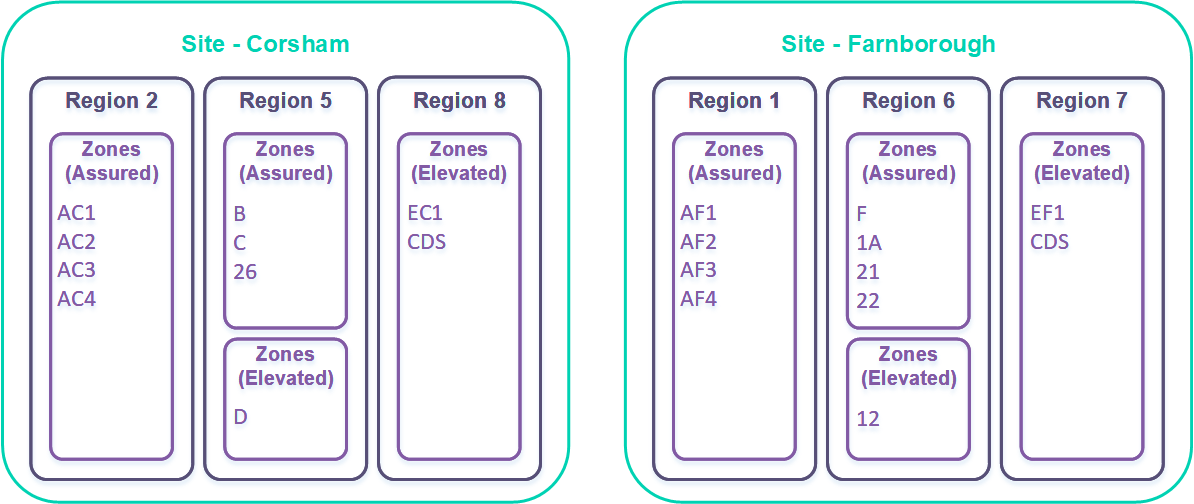 Site - Corsham
Region 2
Zones
(Assured)
AC1
AC2
AC3
AC4
Region 5
Zones
(Assured)
B
C
26
Zones
(Elevated)
D
Region 8
Zones
(Elevated)
EC1
CDS
Site - Farnborough
Region 1
Zones
(Assured)
AF1
AF2
AF3
AF4
Region 6
Zones
(Assured)
F
1A
21
22
Zones
(Elevated)
12
Region 7
Zones
(Elevated)
EF1
CDS